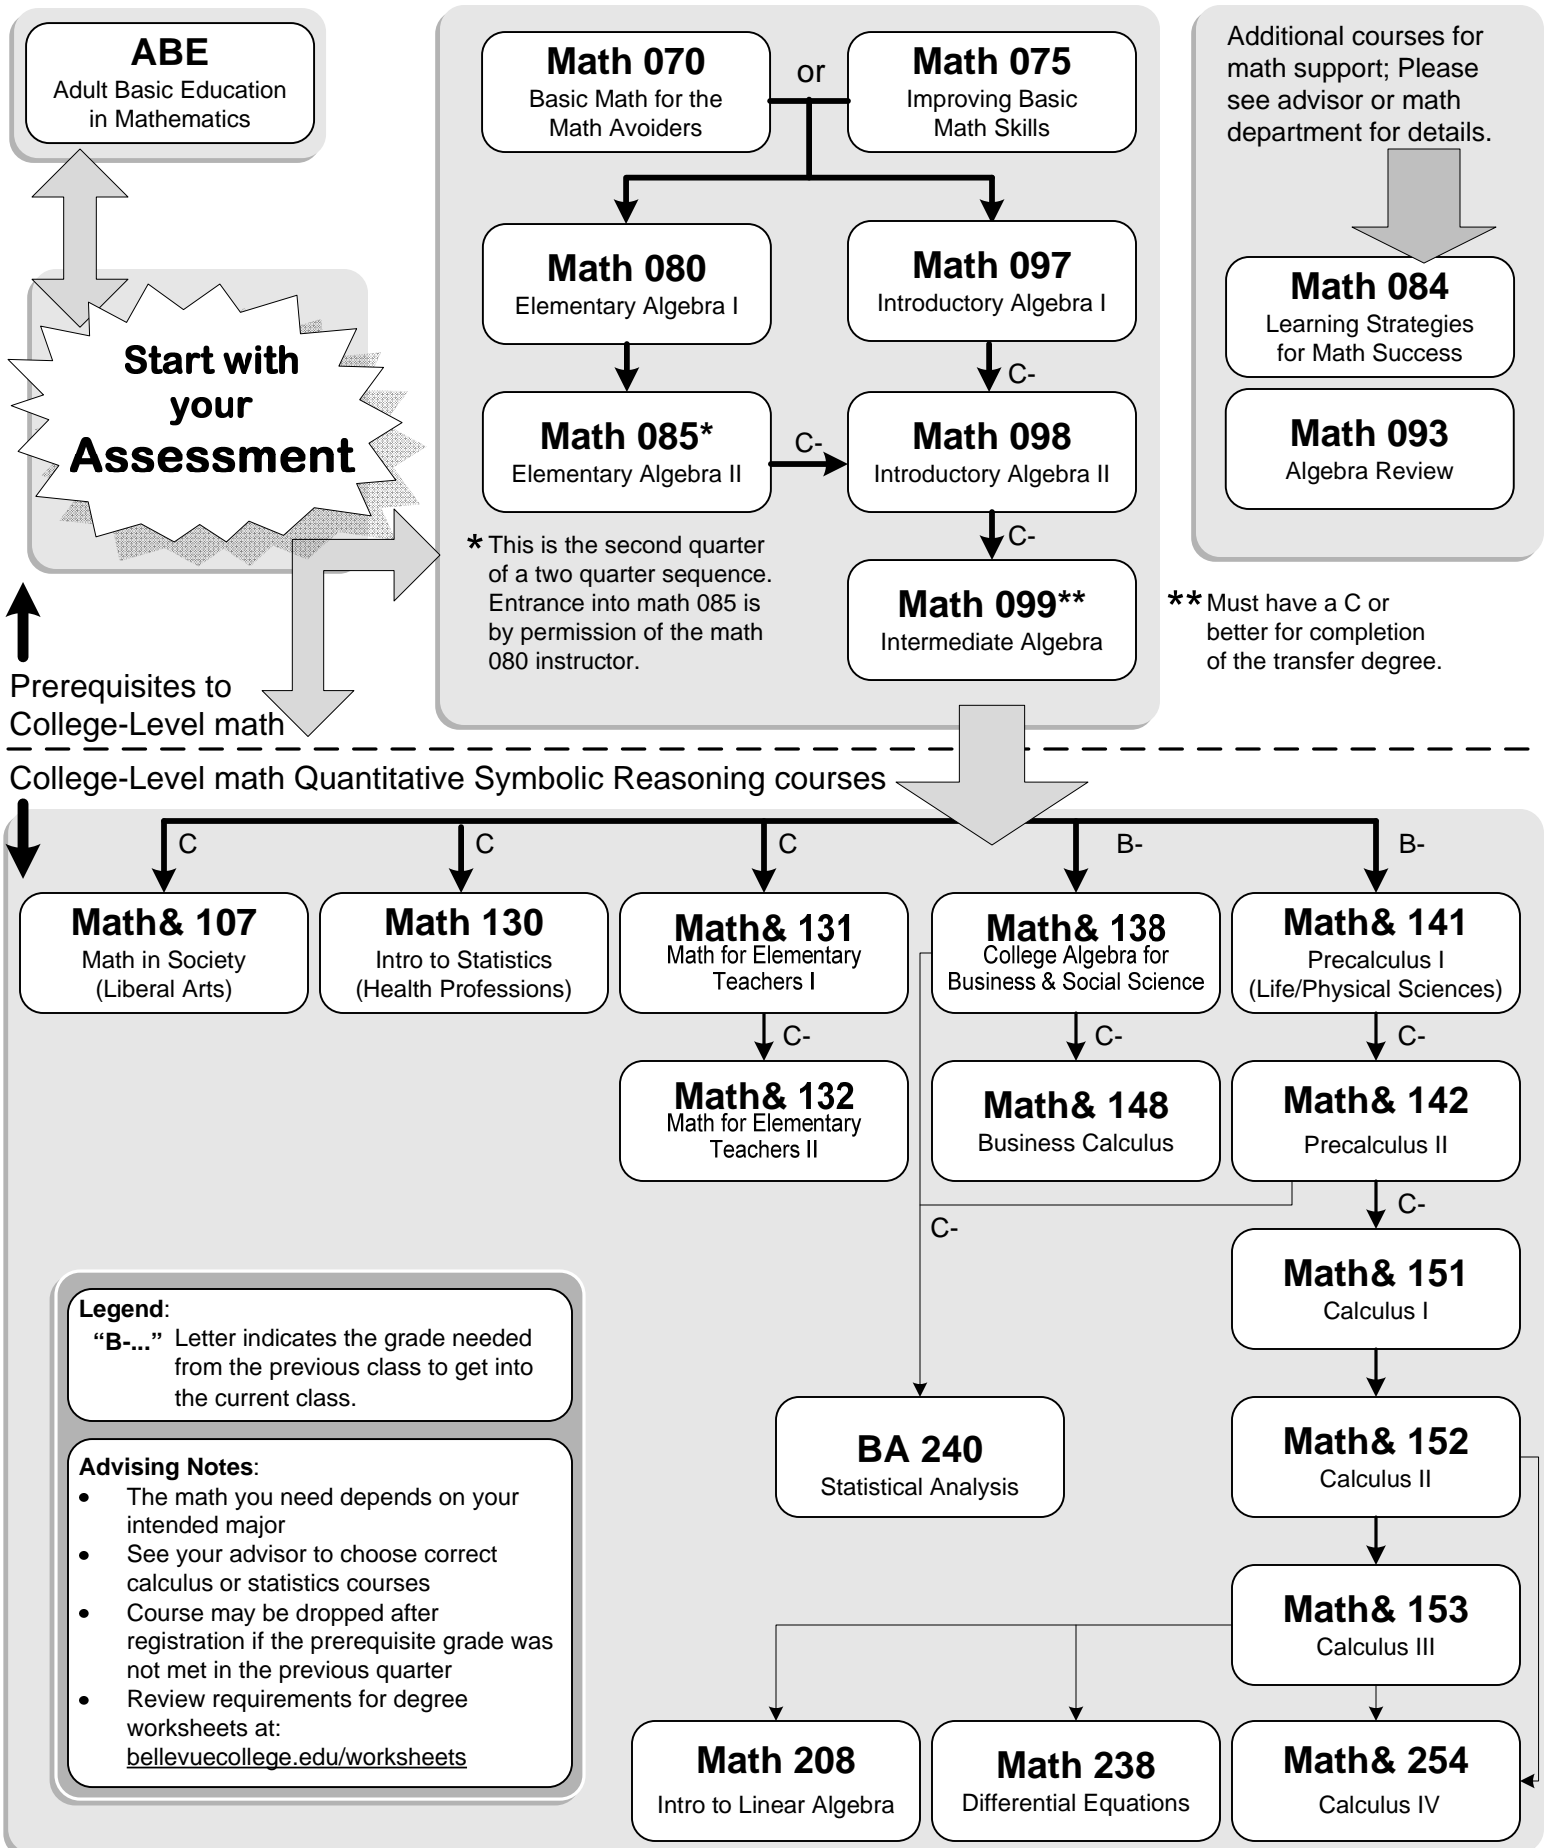 ABE
Adult Basic Education
in Mathematics
Math 070
Basic Math for the
Math Avoiders
or
Math 075
Improving Basic
Math Skills
Additional courses for
math support; Please
see advisor or math
department for details.
Math 080
Elementary Algebra I
Math 097
Introductory Algebra I
Math 084
Learning Strategies
for Math Success
Start with
your
Assessment
C-
Math 085*
Elementary Algebra II
C-
Math 098
Introductory Algebra II
Math 093
Algebra Review
* This is the second quarter
of a two quarter sequence.
Entrance into math 085 is
by permission of the math
080 instructor.
C-
Math 099**
Intermediate Algebra
** Must have a C or
better for completion
of the transfer degree.
Prerequisites to
College-Level math
College-Level math Quantitative Symbolic Reasoning courses
C
C
C
B-
B-
Math& 107
Math in Society
(Liberal Arts)
Math 130
Intro to Statistics
(Health Professions)
Math& 131
Math for Elementary
Teachers I
Math& 138
College Algebra for
Business & Social Science
Math& 141
Precalculus I
(Life/Physical Sciences)
C-
C-
C-
Math& 132
Math for Elementary
Teachers II
Math& 148
Business Calculus
Math& 142
Precalculus II
C-
C-
Math& 151
Calculus I
Legend:
“B-...” Letter indicates the grade needed
from the previous class to get into
the current class.
BA 240
Statistical Analysis
Math& 152
Calculus II
Advising Notes:
• The math you need depends on your
intended major
• See your advisor to choose correct
calculus or statistics courses
• Course may be dropped after
registration if the prerequisite grade was
not met in the previous quarter
• Review requirements for degree
worksheets at:
bellevuecollege.edu/worksheets
Math& 153
Calculus III
Math 208
Intro to Linear Algebra
Math 238
Differential Equations
Math& 254
Calculus IV